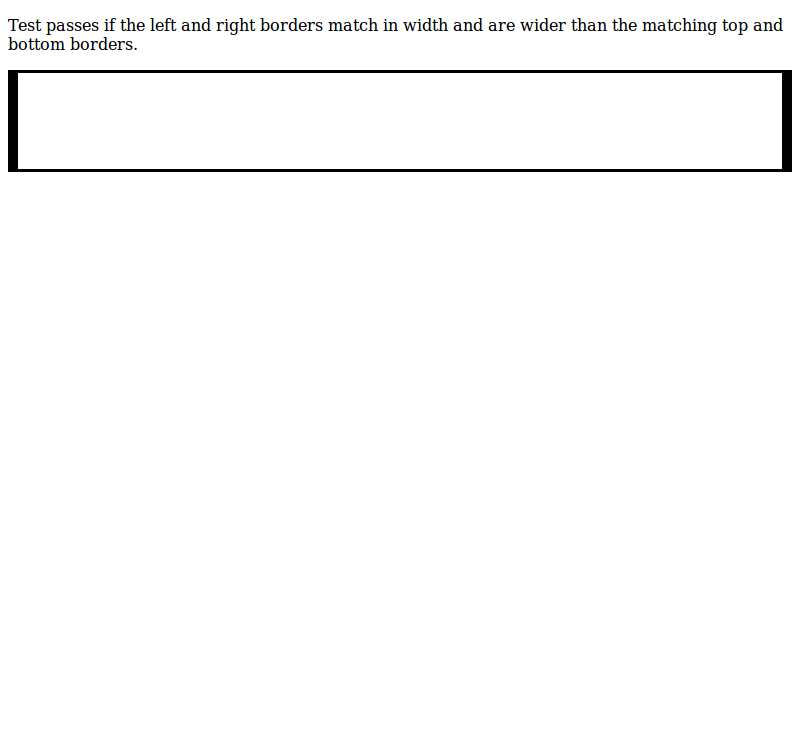 Test passes if the left and right borders match in width and are wider than the matching top and
bottom borders.